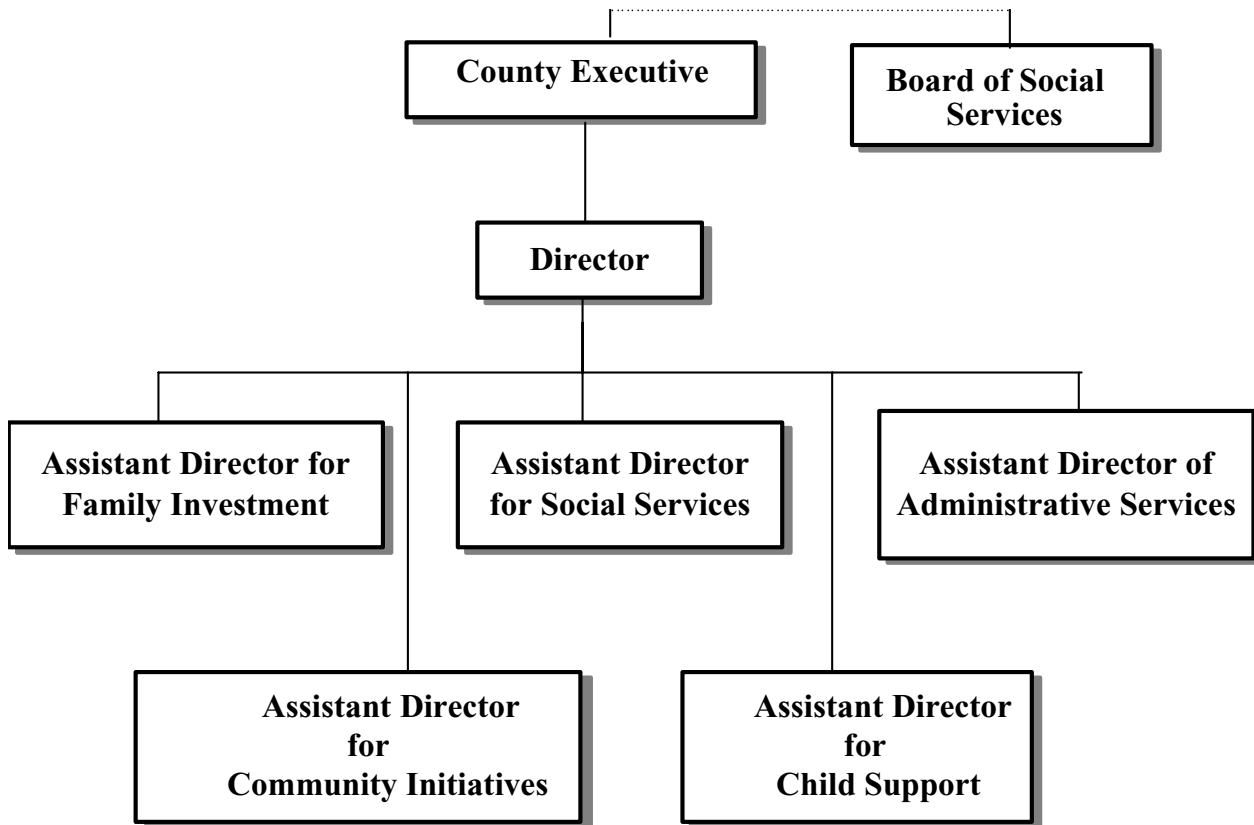 County Executive
Board of Social
Services
Director
Assistant Director for
Family Investment
Assistant Director
for Social Services
Assistant Director of
Administrative Services
Assistant Director
for
Community Initiatives
Assistant Director
for
Child Support